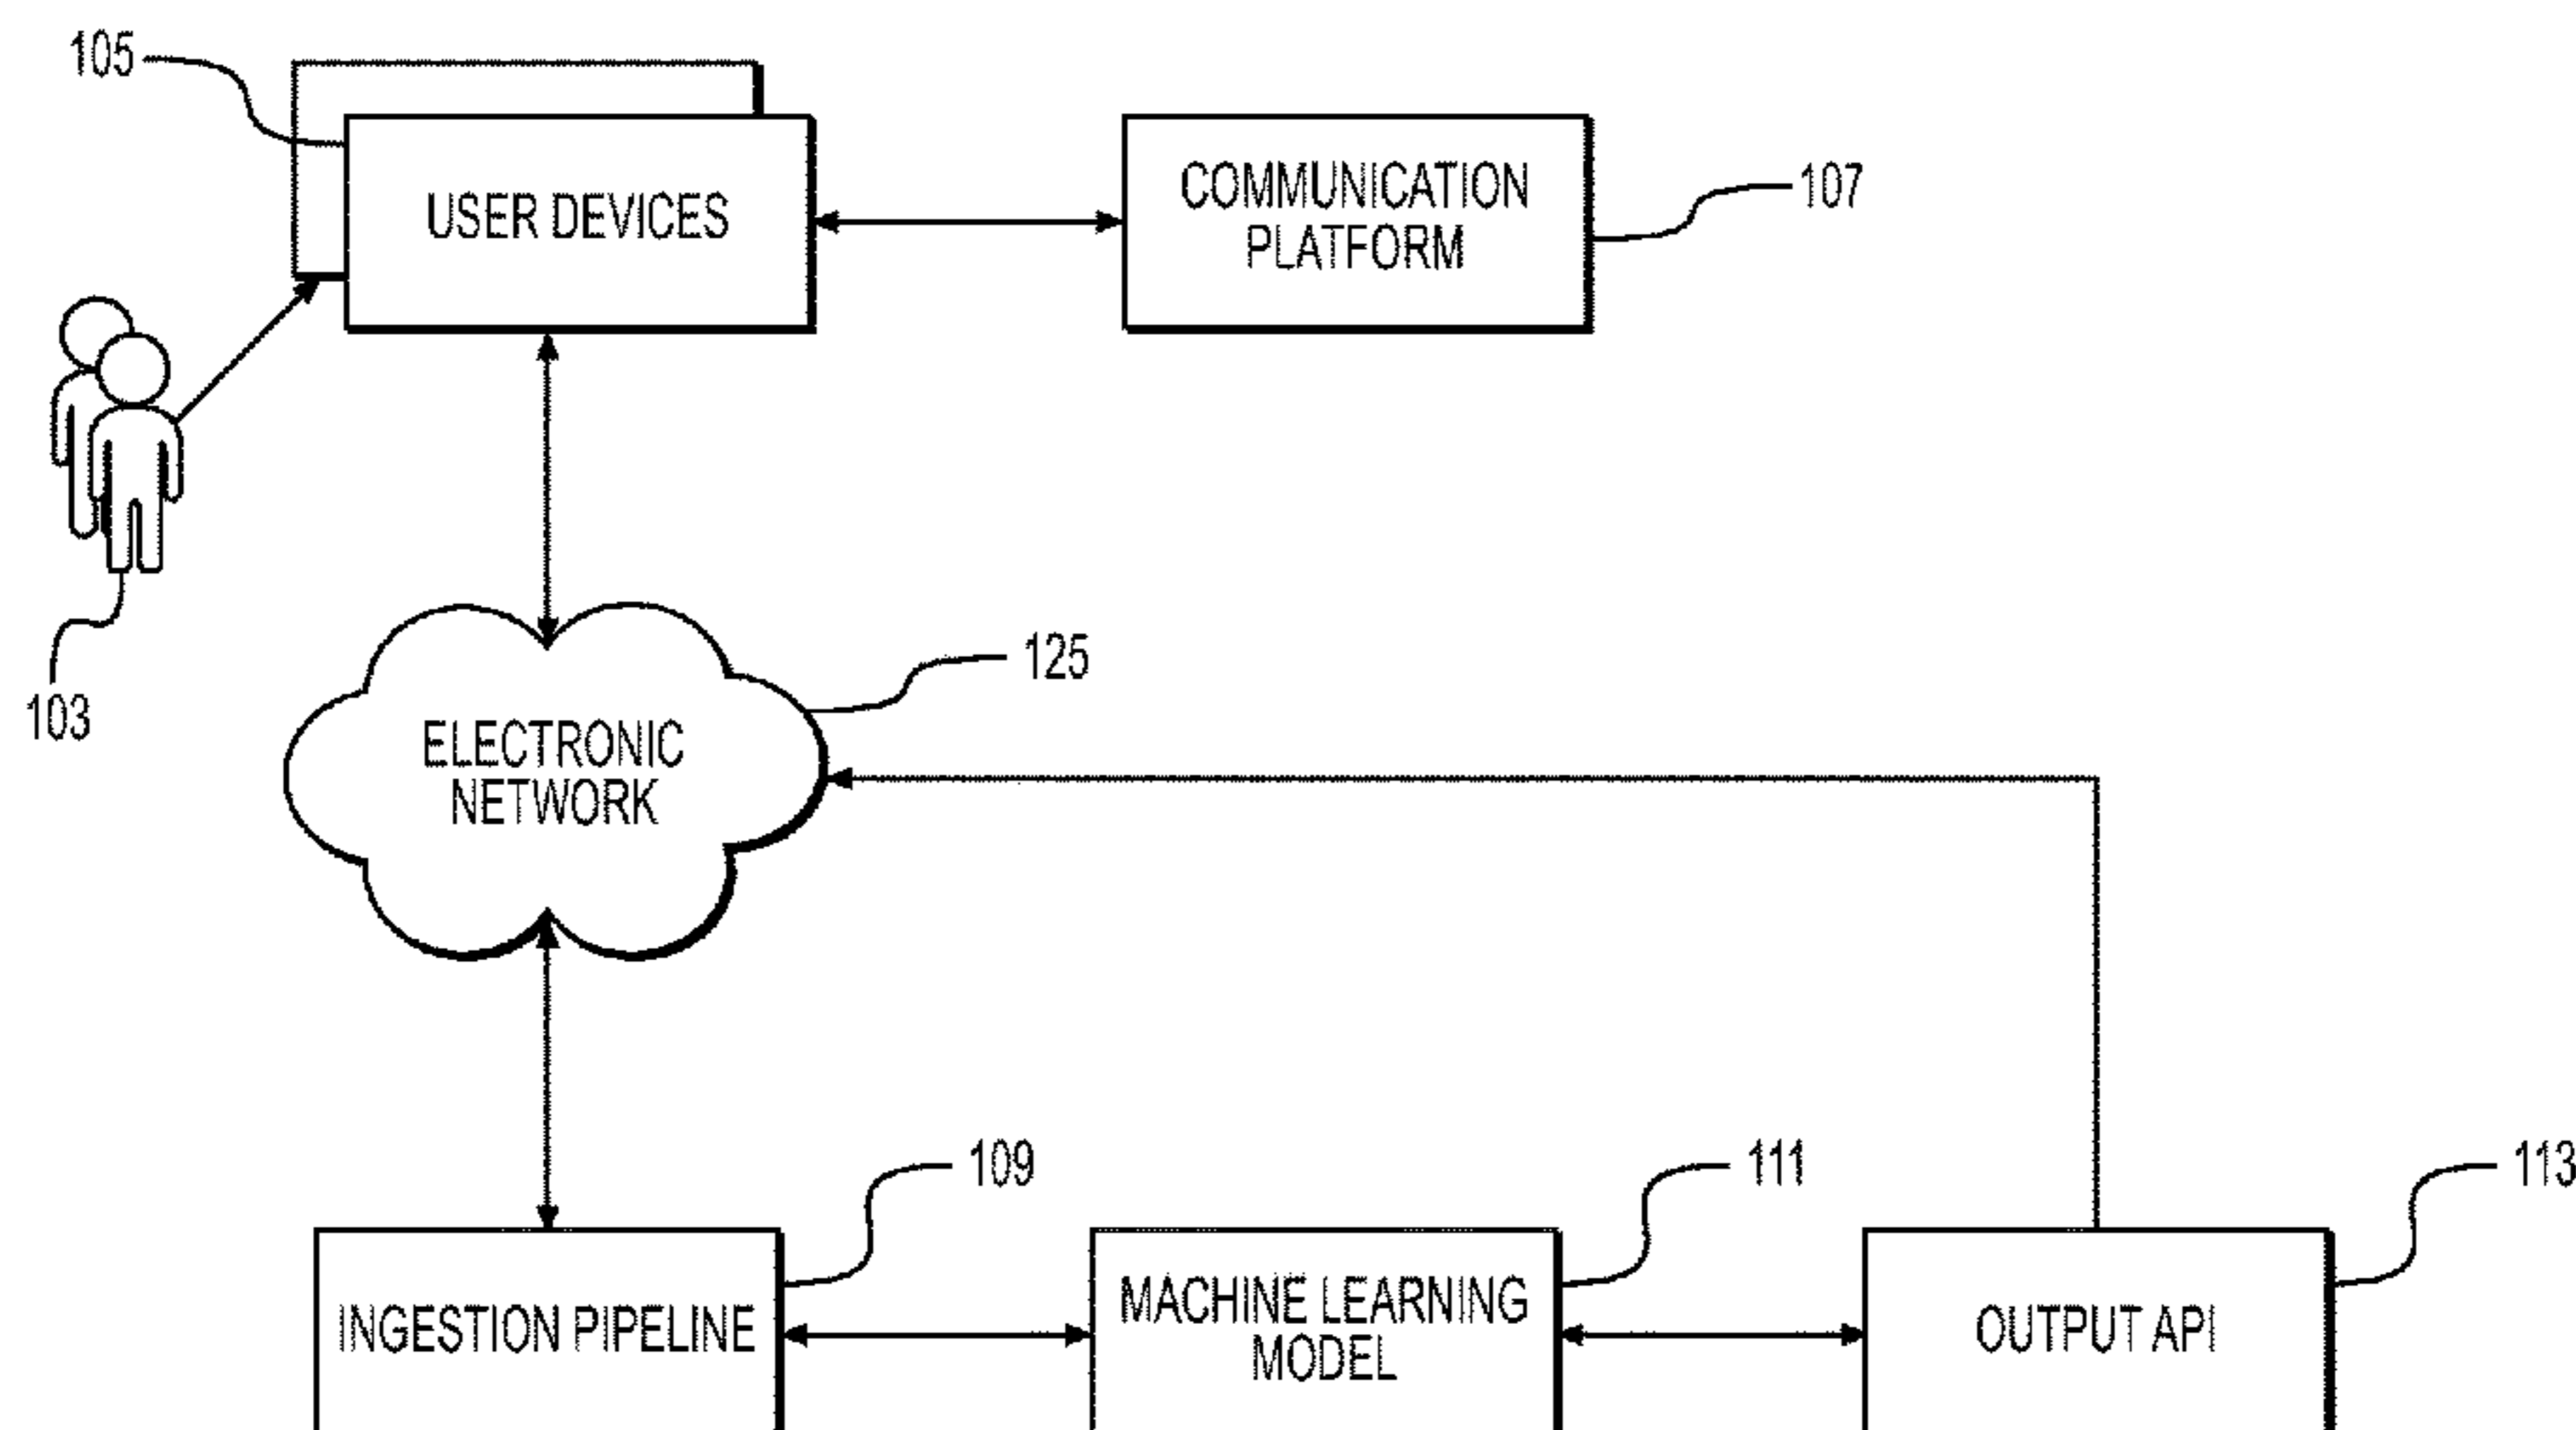 105
USER DEVICES
COMMUNICATION
PLATFORM
107
103
125
ELECTRONIC
NETWORK
109
111
113
INGESTION PIPELINE
MACHINE LEARNING
MODEL
OUTPUT API